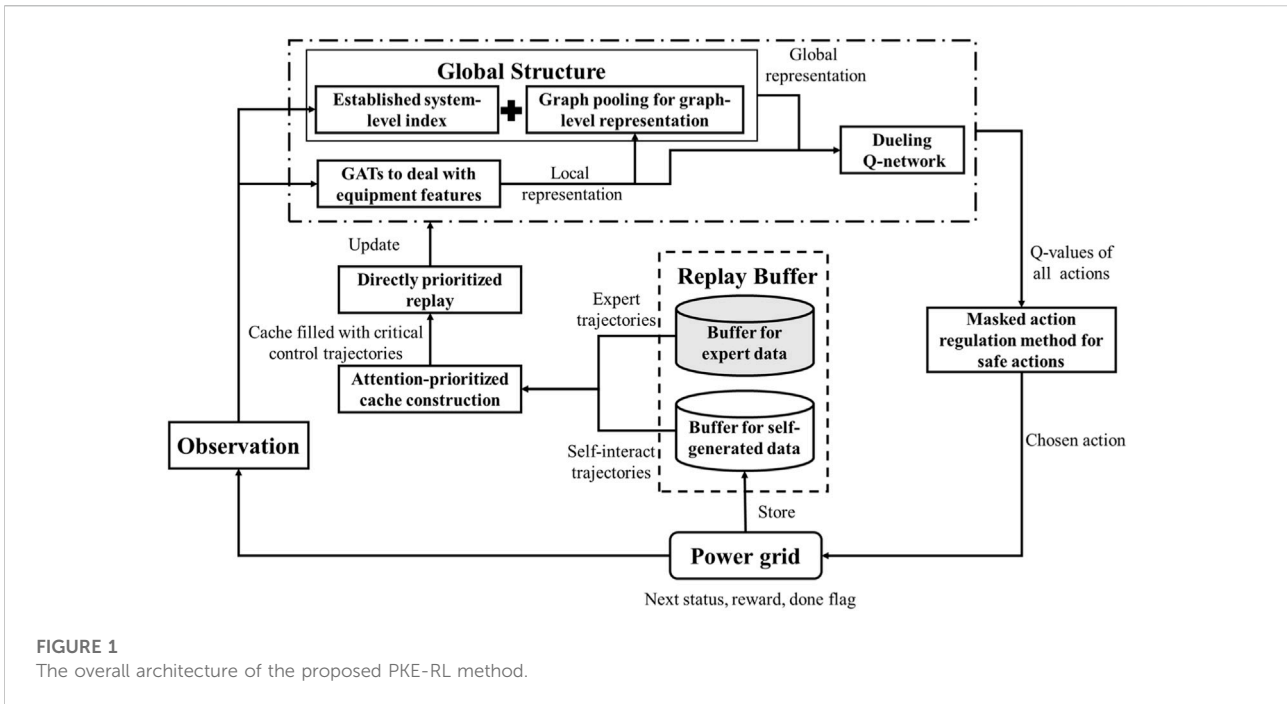 Global Structure
Global
representation
Established system-
level index
Graph pooling for graph-
level representation
Dueling
Q-network
GATs to deal with
equipment features
Local
representation
Update
Directly prioritized
replay
Replay Buffer
Q-values of
all actions
Expert
trajectories
Buffer for
expert data
Masked action
regulation method for
safe actions
Cache filled with critical
control trajectories
Attention-prioritized
cache construction
Observation
Self-interact
trajectories
Buffer for self-
generated data
Chosen action
Store
Power grid
Next status, reward, done flag
FIGURE 1
The overall architecture of the proposed PKE-RL method.